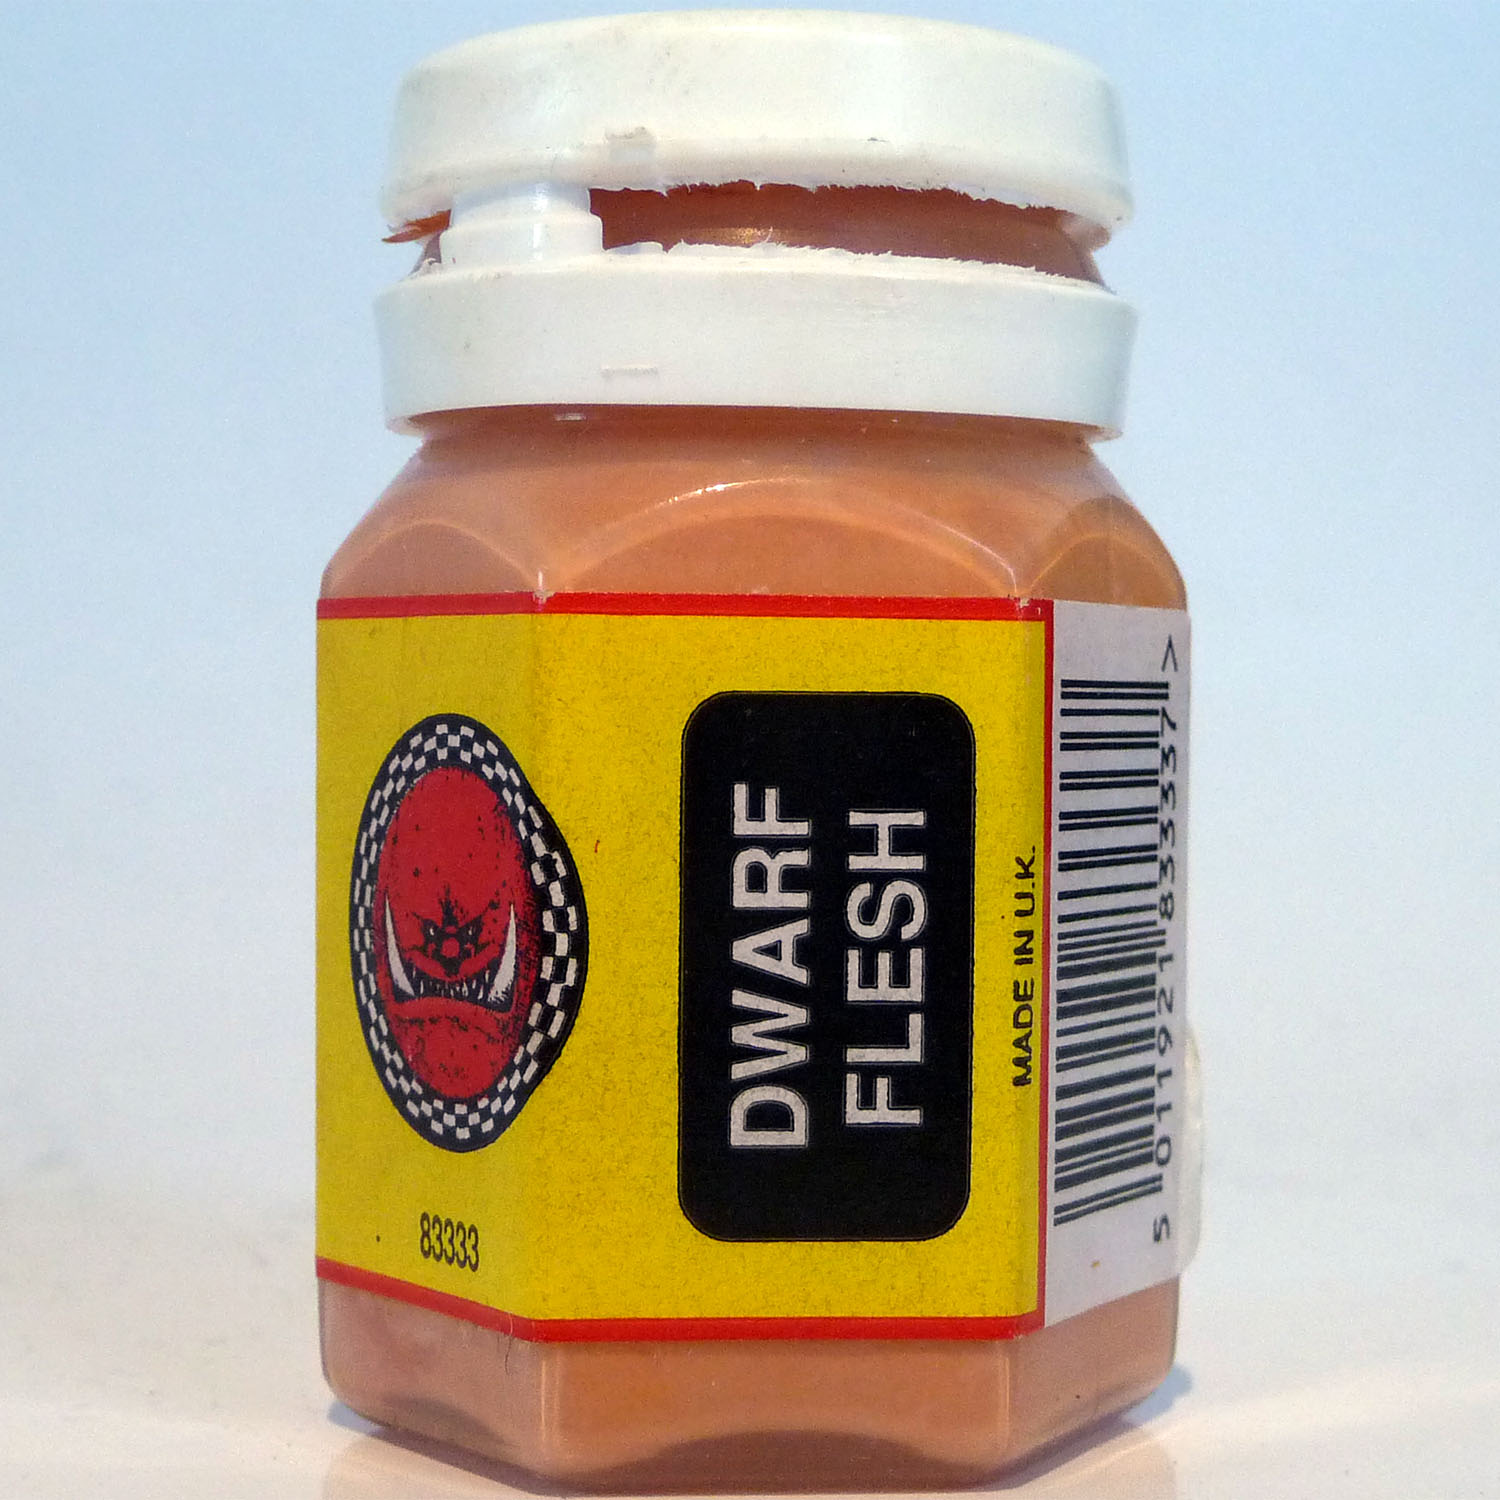 DWARF
FLESH
83333
MADE IN U.K.
5 011921 833337 >